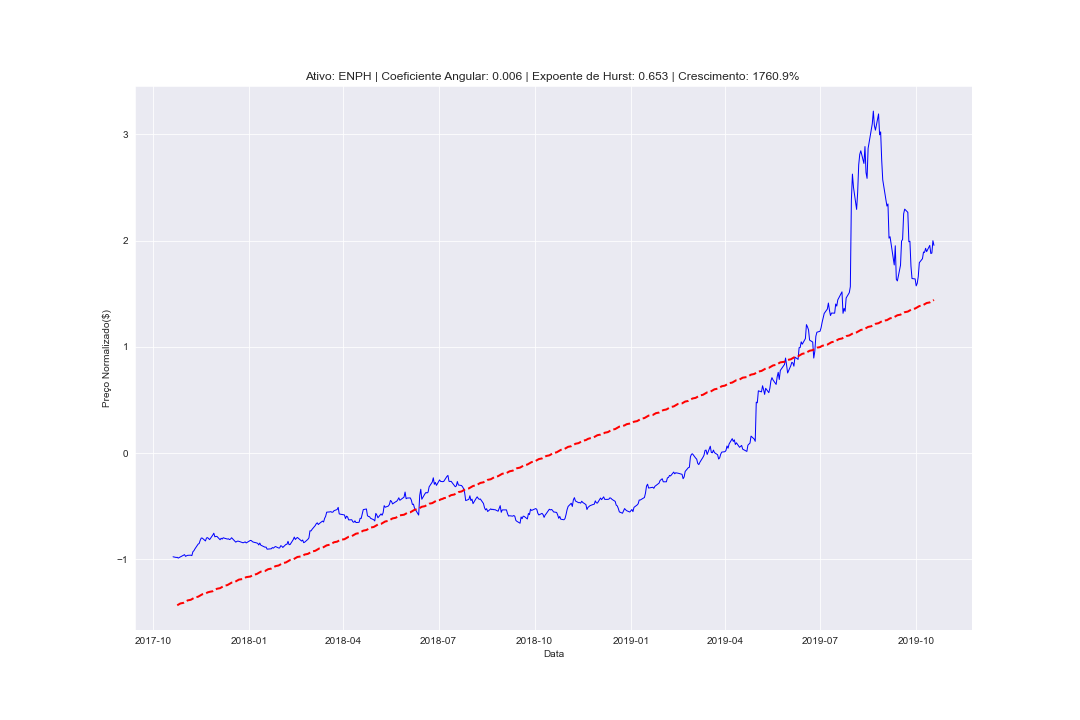 Ativo: ENPH | Coeficiente Angular: 0.006 | Expoente de Hurst: 0.653 | Crescimento: 1760.9%
Preço Normalizado($)
3
2
1
0
−1
2017-10 2018-01 2018-04 2018-07 2018-10 2019-01 2019-04 2019-07 2019-10
Data